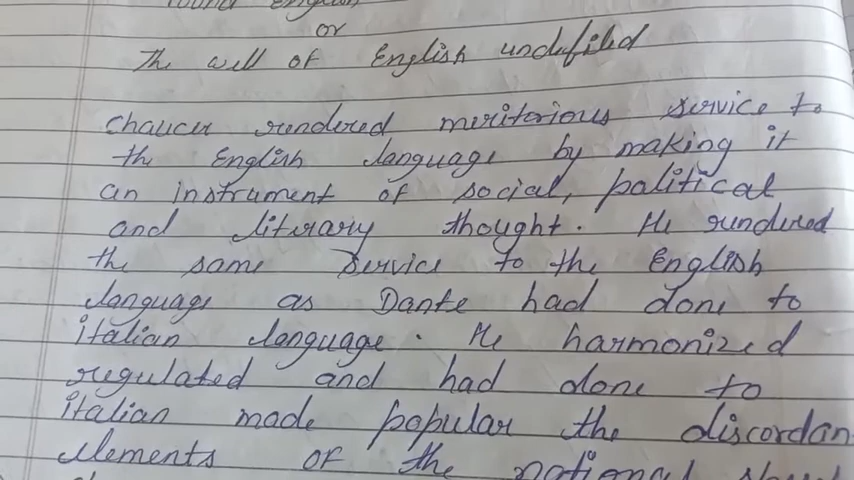 English
or
The well of English undefiled
Chaucer rendered meritorious service to
the English language by making it
an instrument of social, political
and literary thought. He rendered
the same service to the English
language as Dante had done to
italian language. He harmonized
regulated and had done to
italian made popular the discordan
elements of the national